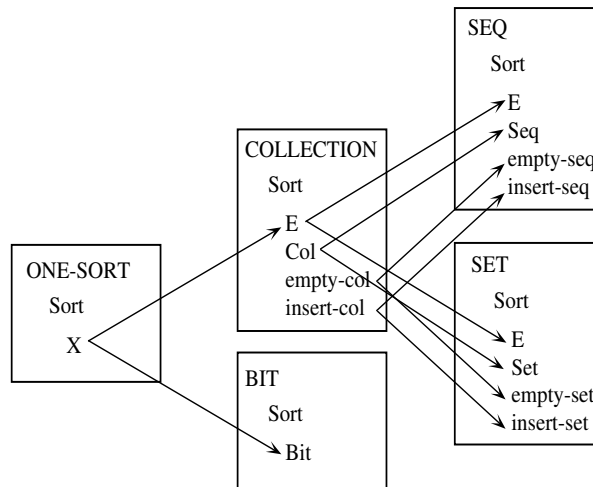 ONE-SORT
Sort
X
COLLECTION
Sort
E
Col
empty-col
insert-col
BIT
Sort
Bit
SEQ
Sort
E
Seq
empty-seq
insert-seq
SET
Sort
E
Set
empty-set
insert-set